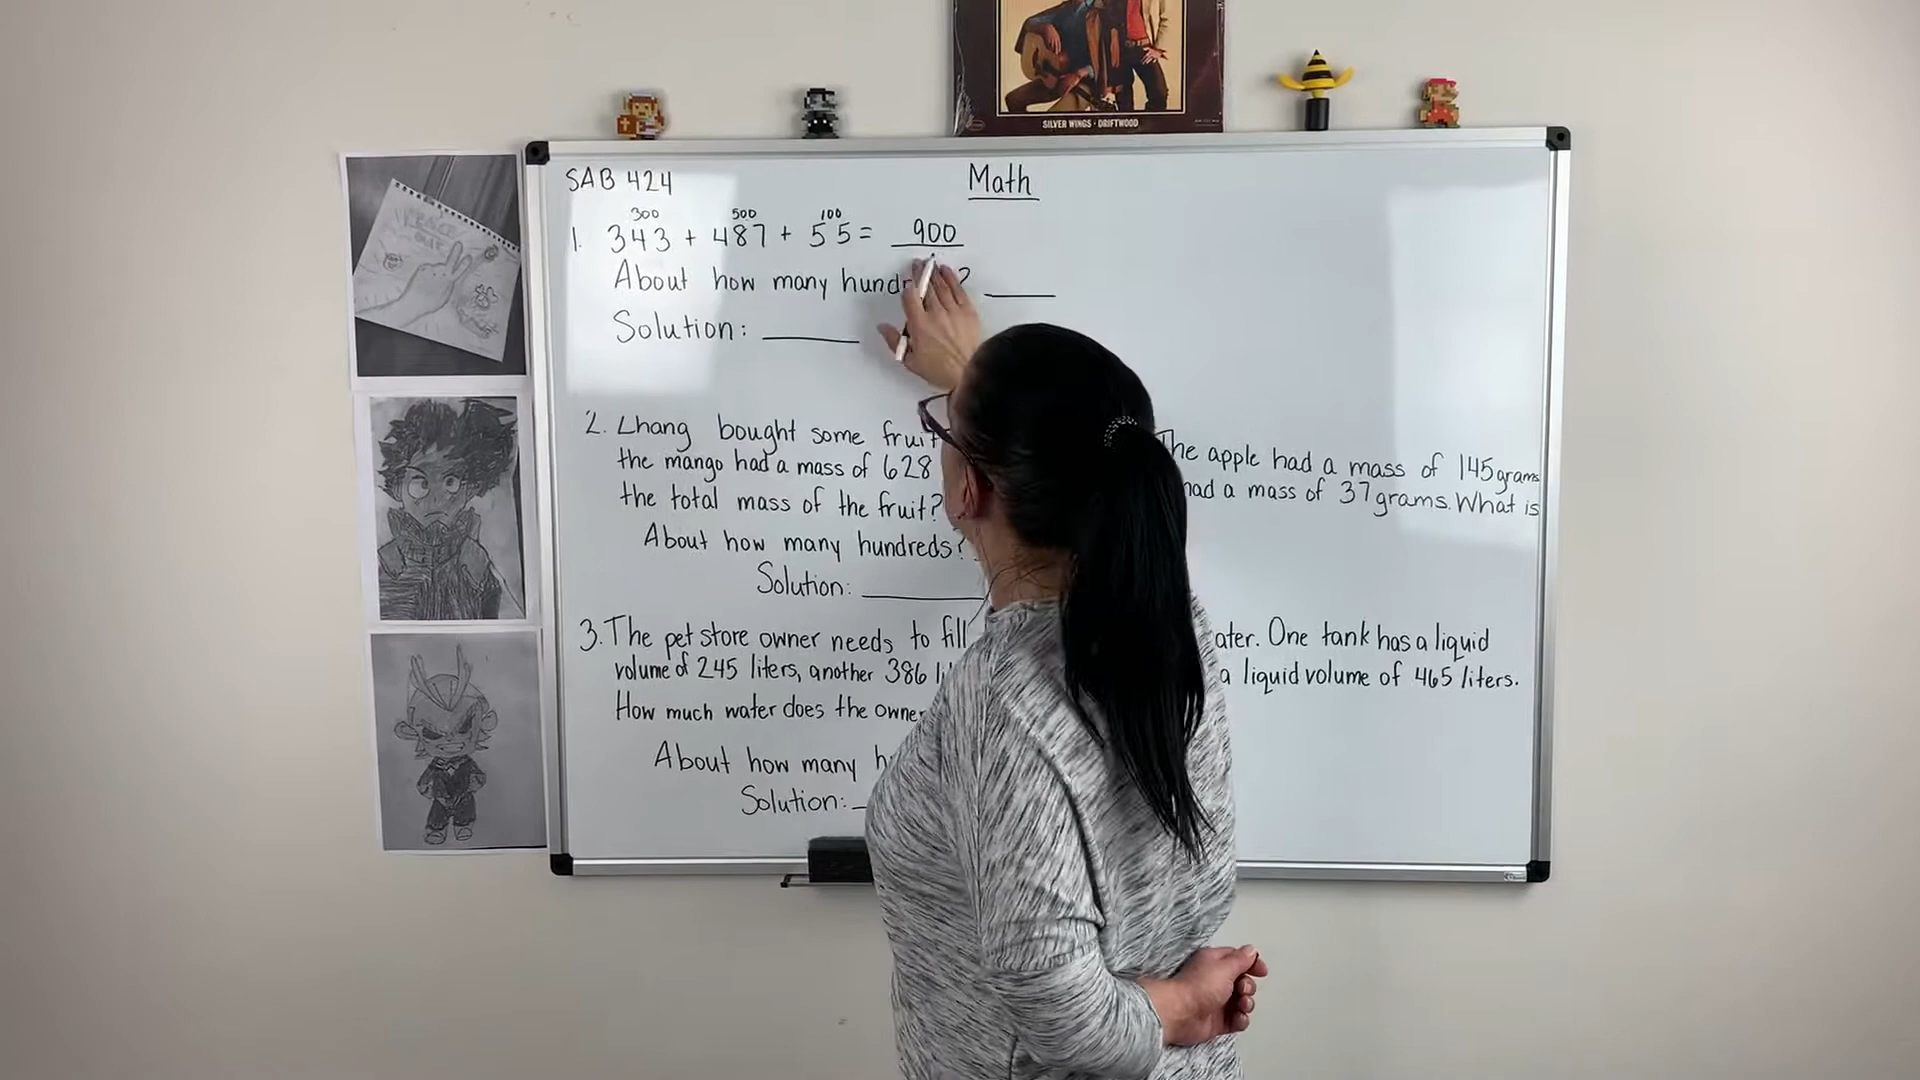 SILVER WINGS · DRIFTWOOD
SAB 424
Math
300 500 100
1. 343 + 487 + 55 = 900
About how many ? ____
Solution: ____
2. Lhang bought some fruit The apple had a mass of 145 grams
the mango had a mass of 628 had a mass of 37 grams. What is
the total mass of the fruit?
About how many hundreds?
Solution: ____
3. The pet store owner needs to fill One tank has a liquid
volume of 245 liters, another 386 a liquid volume of 465 liters.
How much water does the owner
About how many
Solution: _